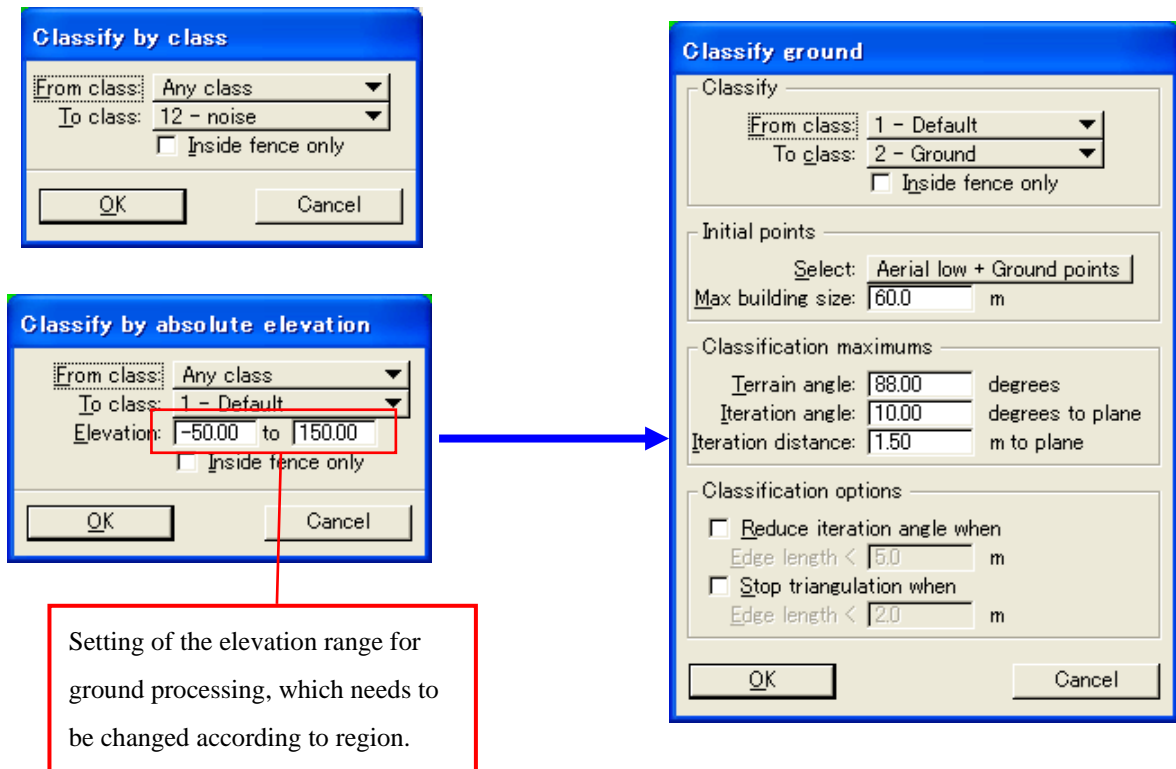 Classify by class
From class: Any class
To class: 12 - noise
Inside fence only
OK Cancel
Classify by absolute elevation
From class: Any class
To class: 1 - Default
Elevation: -50.00 to 150.00
Inside fence only
OK Cancel
Setting of the elevation range for
ground processing, which needs to
be changed according to region.
Classify ground
Classify
From class: 1 - Default
To class: 2 - Ground
Inside fence only
Initial points
Select: Aerial low + Ground points
Max building size: 60.0 m
Classification maximums
Terrain angle: 88.00 degrees
Iteration angle: 10.00 degrees to plane
Iteration distance: 1.50 m to plane
Classification options
Reduce iteration angle when
Edge length < 5.0 m
Stop triangulation when
Edge length < 2.0 m
OK Cancel